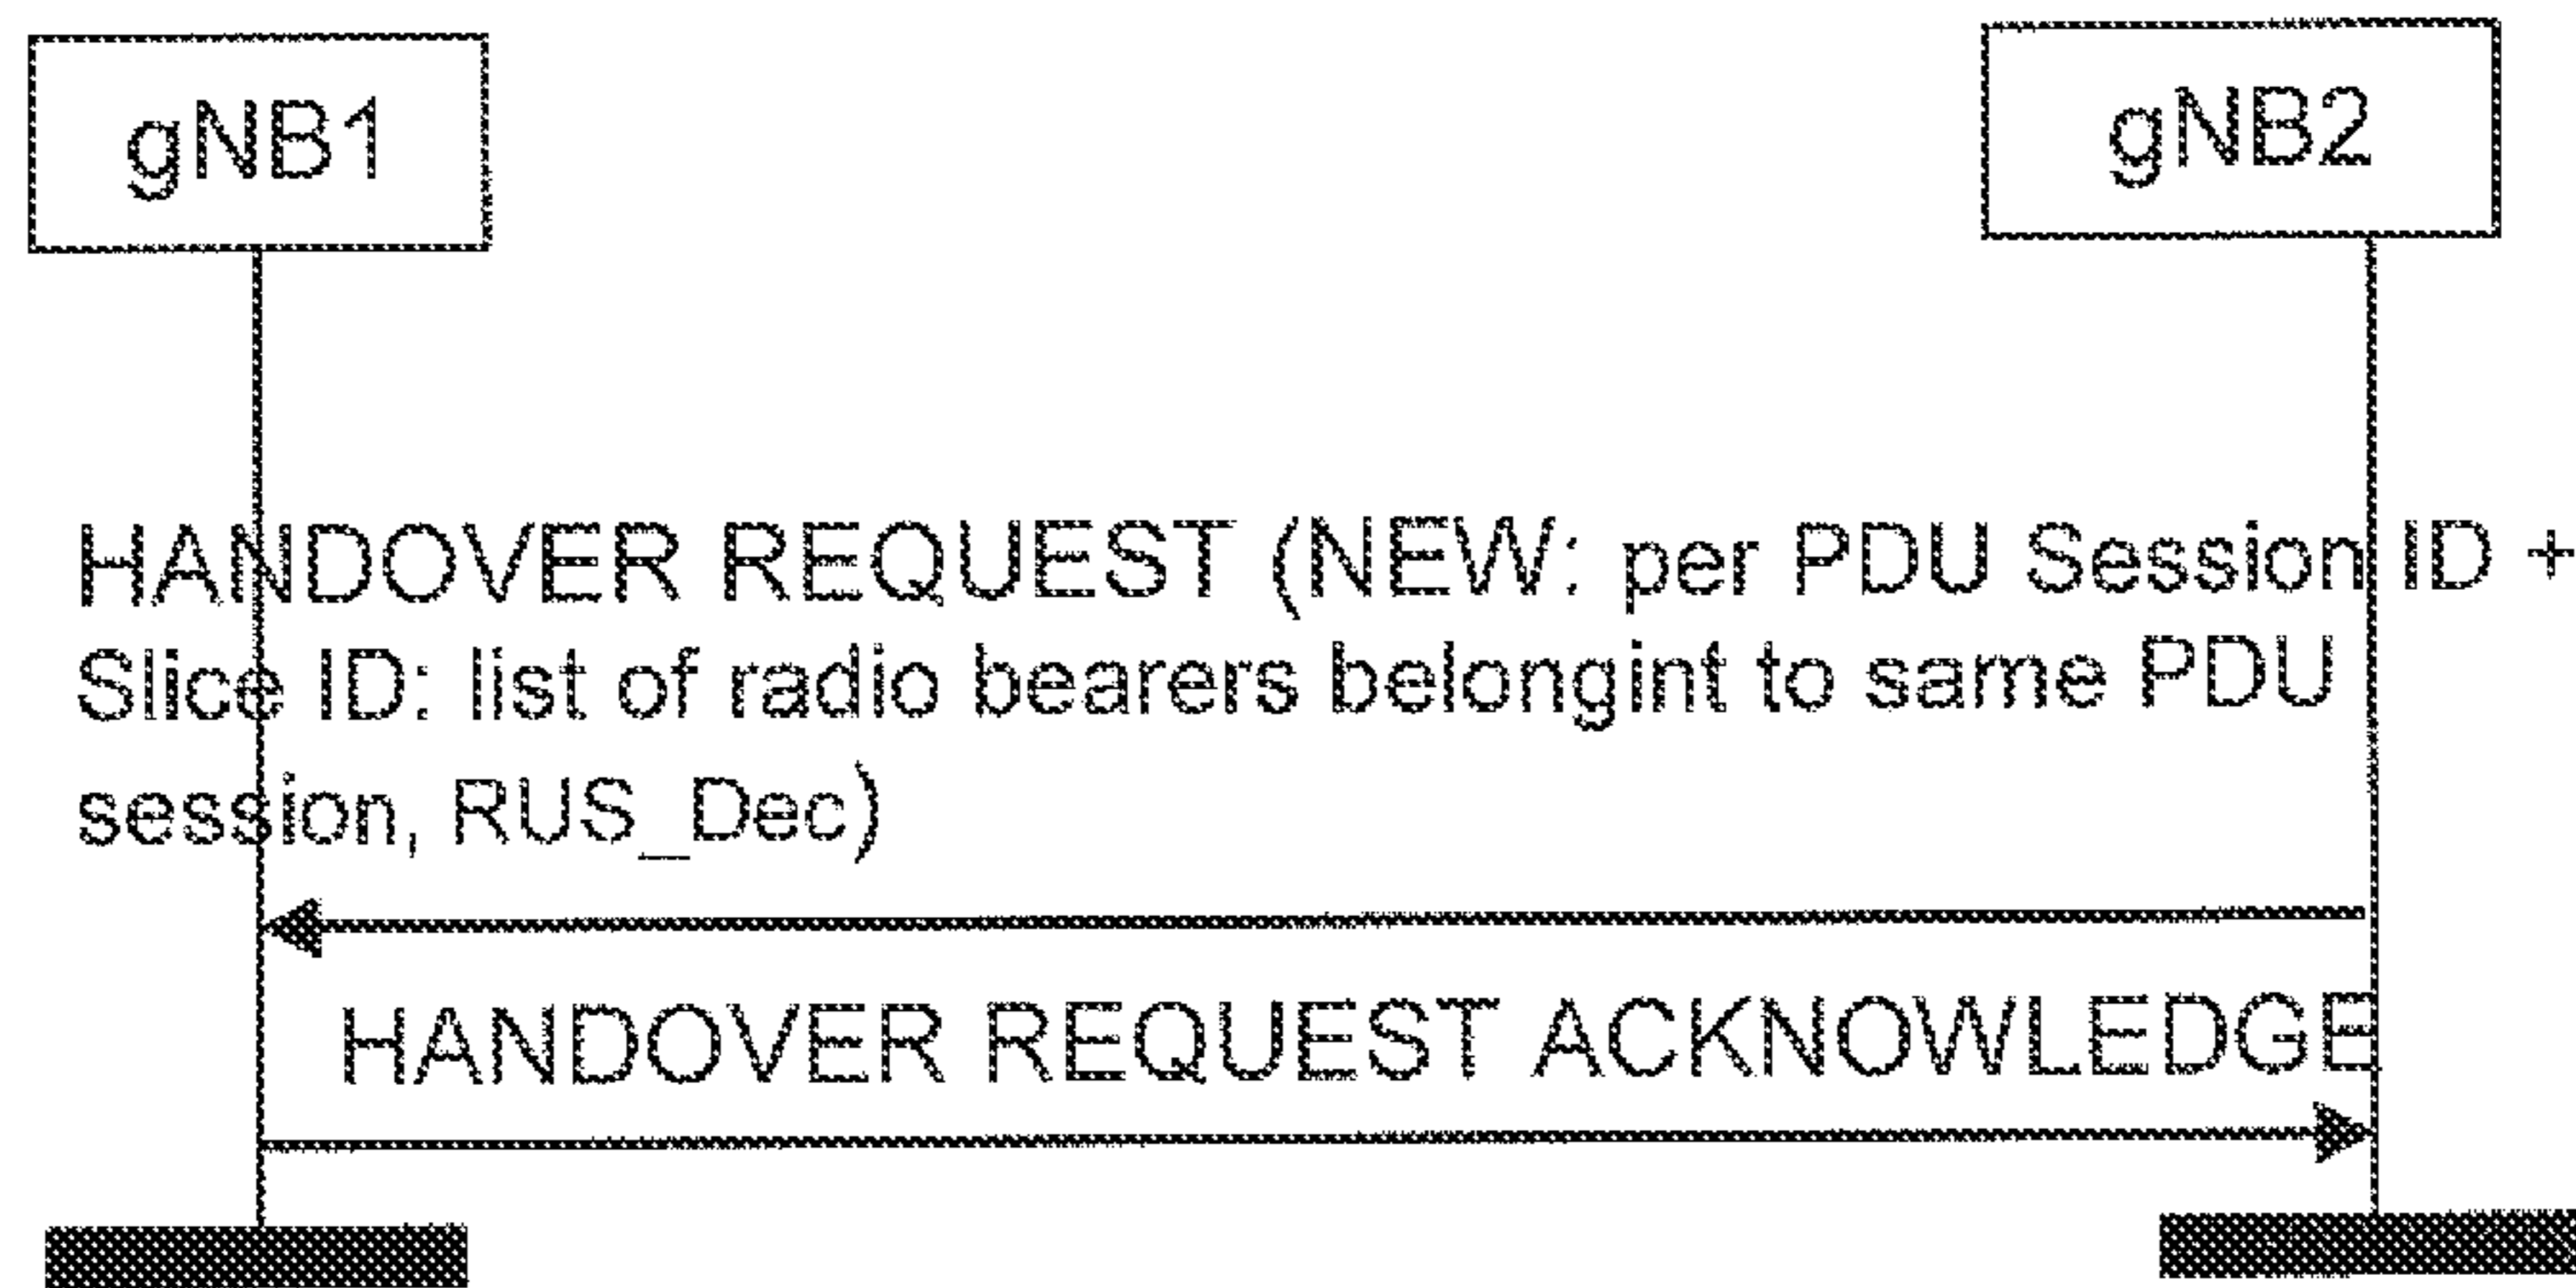 gNB1
gNB2
HANDOVER REQUEST (NEW: per PDU Session ID +
Slice ID: list of radio bearers belongint to same PDU
session, RUS_Dec)
HANDOVER REQUEST ACKNOWLEDGE